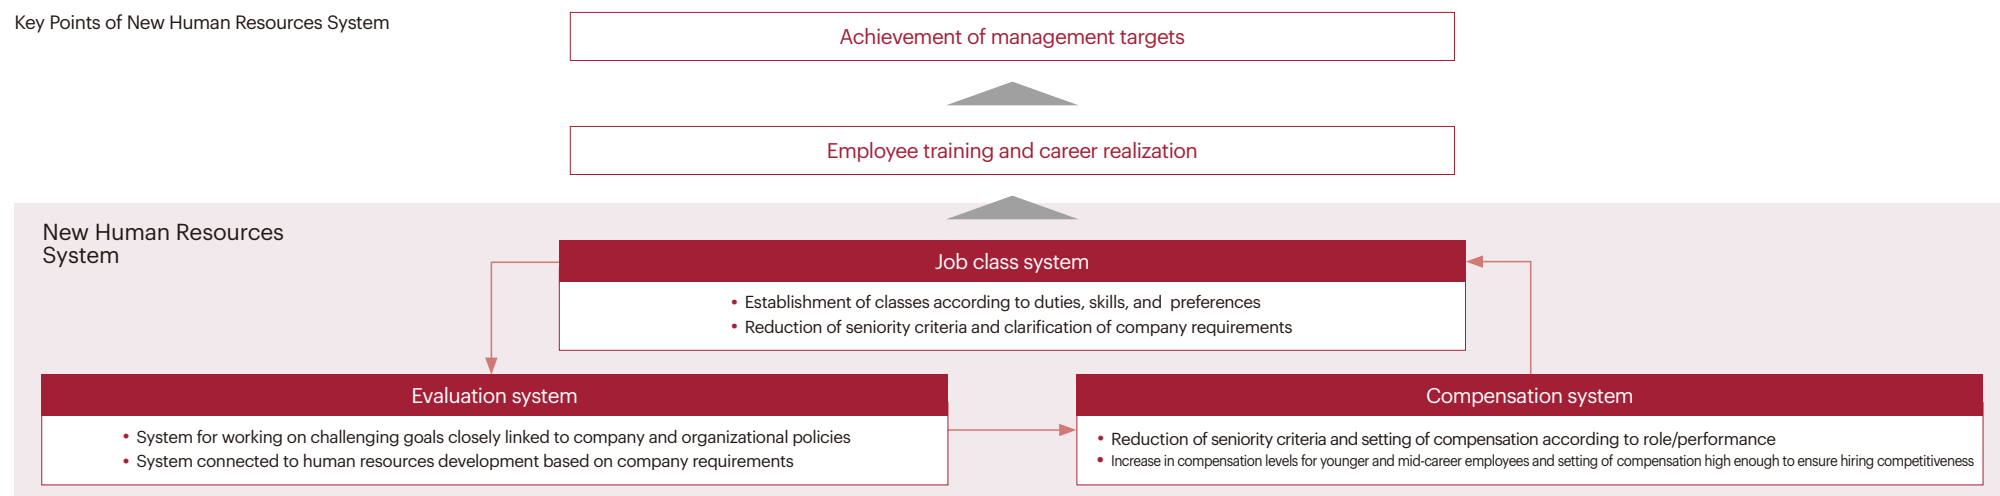 Key Points of New Human Resources System
Achievement of management targets
Employee training and career realization
New Human Resources
System
Job class system
• Establishment of classes according to duties, skills, and preferences
• Reduction of seniority criteria and clarification of company requirements
Evaluation system
• System for working on challenging goals closely linked to company and organizational policies
• System connected to human resources development based on company requirements
Compensation system
• Reduction of seniority criteria and setting of compensation according to role/performance
• Increase in compensation levels for younger and mid-career employees and setting of compensation high enough to ensure hiring competitiveness